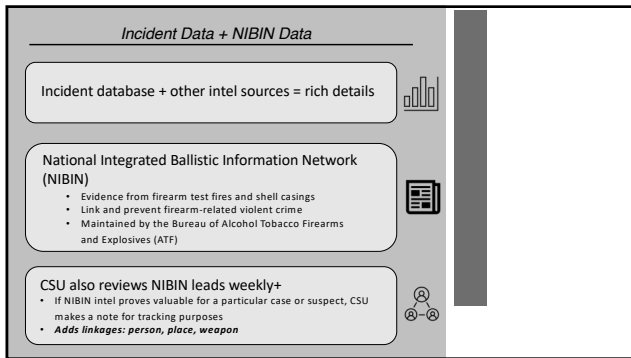 Incident Data + NIBIN Data
Incident database + other intel sources = rich details
National Integrated Ballistic Information Network
(NIBIN)
• Evidence from firearm test fires and shell casings
• Link and prevent firearm-related violent crime
• Maintained by the Bureau of Alcohol Tobacco Firearms
and Explosives (ATF)
CSU also reviews NIBIN leads weekly+
• If NIBIN intel proves valuable for a particular case or suspect, CSU
makes a note for tracking purposes
• Adds linkages: person, place, weapon